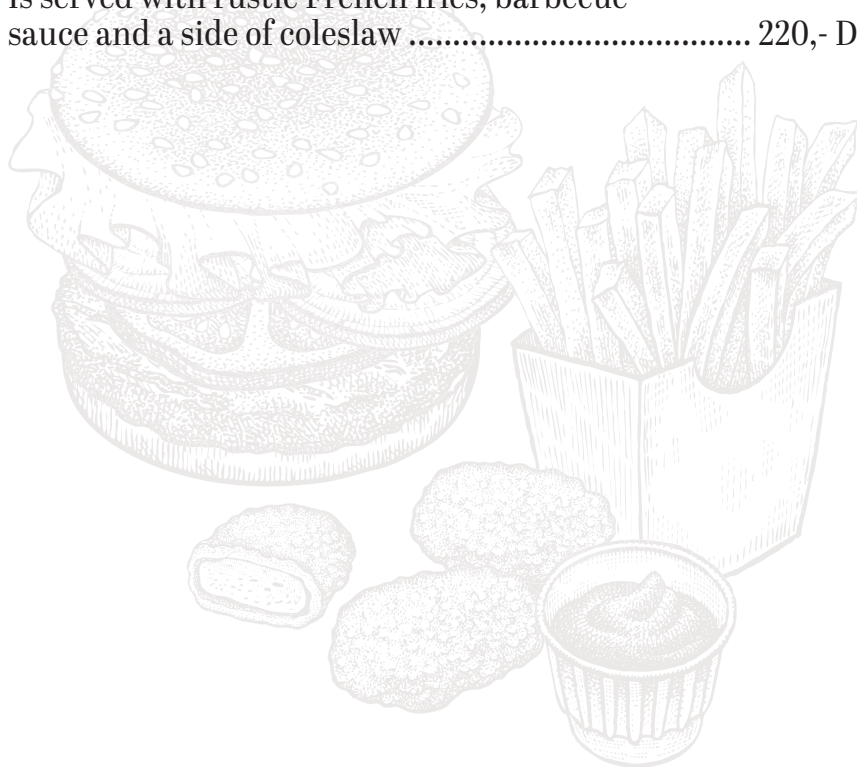 is served with rustic French fries, barbecue
sauce and a side of coleslaw ...................................... 220,- D